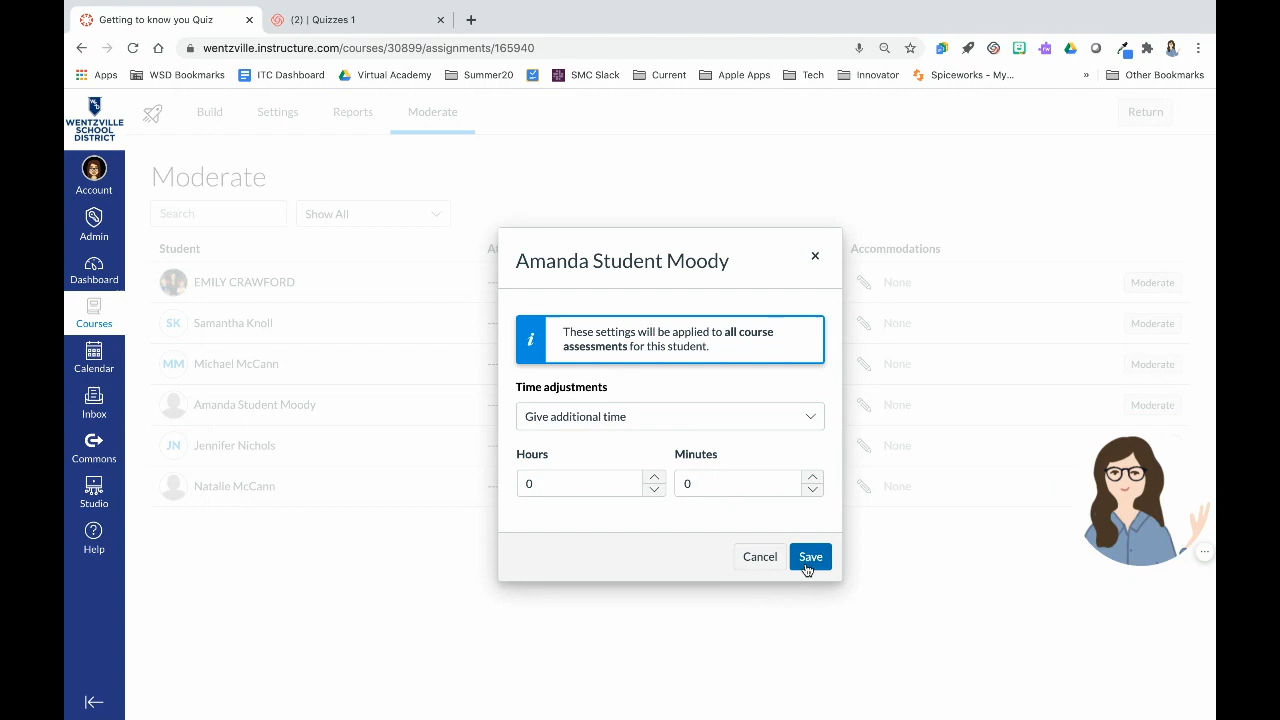 Getting to know you Quiz
(2) | Quizzes 1
wentzville.instructure.com/courses/30899/assignments/165940
Apps
WSD Bookmarks
ITC Dashboard
Virtual Academy
Summer20
SMC Slack
Current
Apple Apps
Tech
Innovator
Spiceworks - My...
»
Other Bookmarks
WENTZVILLE
SCHOOL
DISTRICT
Build
Settings
Reports
Moderate
Return
Account
Admin
Dashboard
Courses
Calendar
Inbox
Commons
Studio
Help
Moderate
Search
Show All
Student
Accommodations
EMILY CRAWFORD
None
Moderate
SK
Samantha Knoll
None
Moderate
MM
Michael McCann
None
Moderate
Amanda Student Moody
None
Moderate
JN
Jennifer Nichols
None
Natalie McCann
None
Amanda Student Moody
These settings will be applied to all course
assessments for this student.
Time adjustments
Give additional time
Hours
Minutes
0
0
Cancel
Save